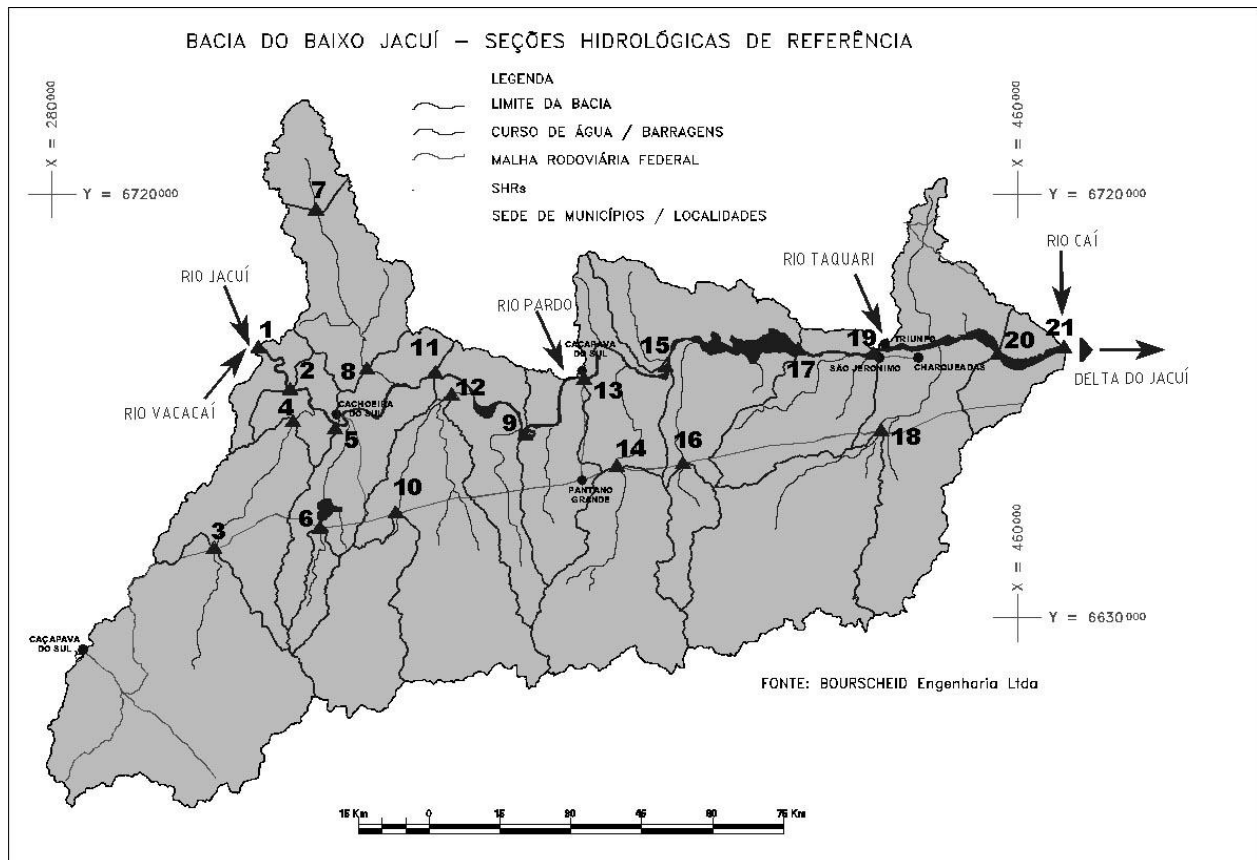 BACIA DO BAIXO JACUÍ – SEÇÕES HIDROLÓGICAS DE REFERÊNCIA
LEGENDA
LIMITE DA BACIA
CURSO DE ÁGUA / BARRAGENS
MALHA RODOVIÁRIA FEDERAL
SHRs
SEDE DE MUNICÍPIOS / LOCALIDADES
X = 280000
Y = 6720000
X = 460000
Y = 6720000
RIO CAÍ
RIO JACUÍ
RIO TAQUARI
RIO PARDO
RIO VACACAÍ
7
1
2
8
11
CAÇAPAVA DO SUL
15
19
TRIUNFO
20
21
4
CACHOEIRA DO SUL
12
13
17
SÃO JERONIMO
CHARQUEADAS
DELTA DO JACUÍ
5
9
14
16
18
10
PANTANO GRANDE
6
3
X = 460000
Y = 6630000
CAÇAPAVA DO SUL
FONTE: BOURSCHEID Engenharia Ltda
15 Km
0
15
30
45
60
75 Km